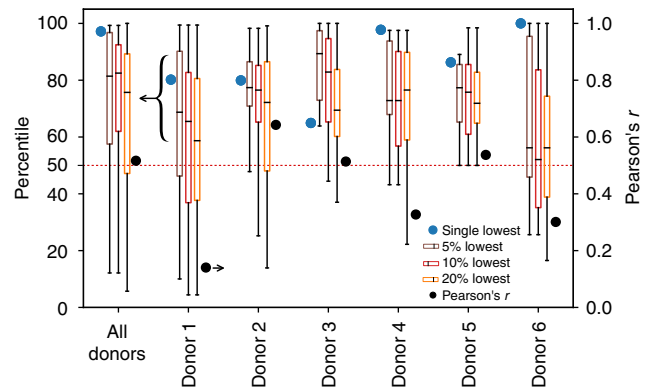 100
80
60
50
40
20
0
Percentile
1.0
0.8
0.6
0.4
0.2
0.0
Pearson's r
Single lowest
5% lowest
10% lowest
20% lowest
Pearson's r
All
donors
Donor 1
Donor 2
Donor 3
Donor 4
Donor 5
Donor 6